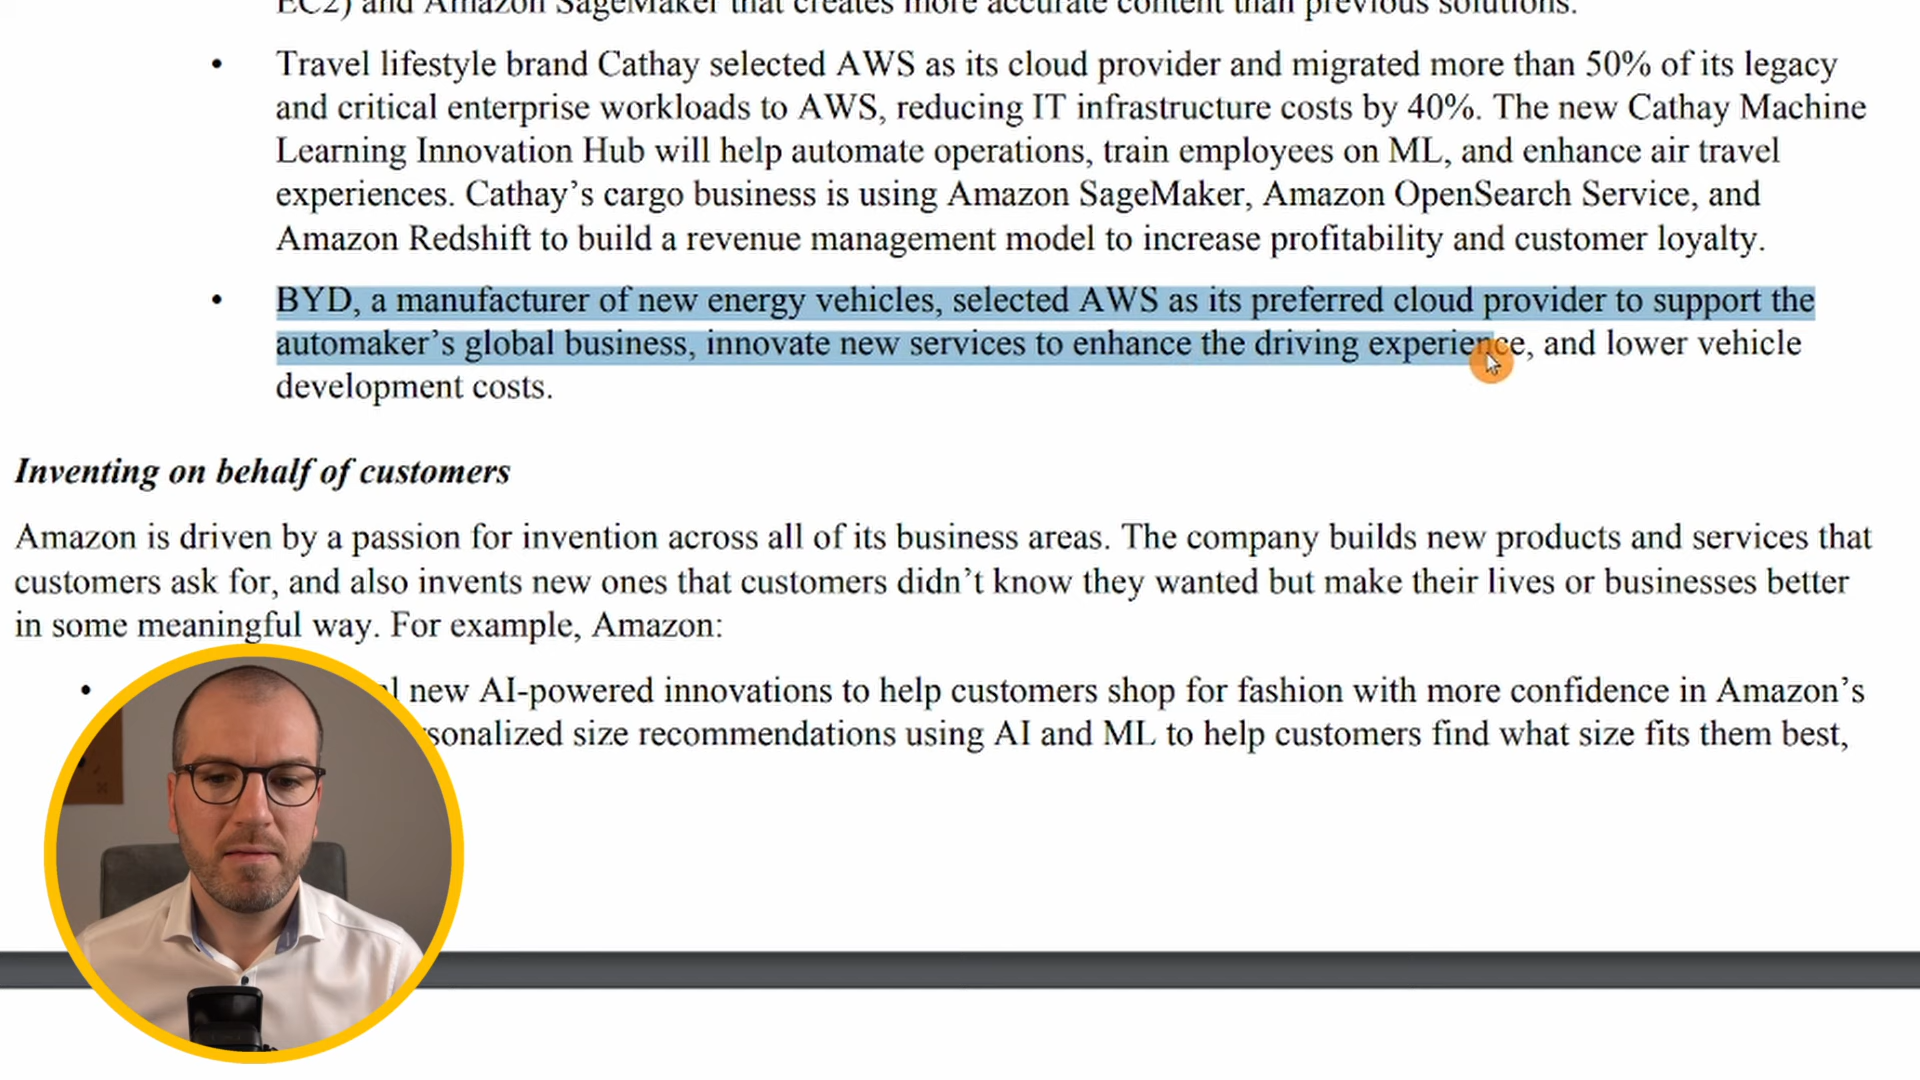 EC2) and Amazon SageMaker that creates more accurate content than previous solutions.
• Travel lifestyle brand Cathay selected AWS as its cloud provider and migrated more than 50% of its legacy
and critical enterprise workloads to AWS, reducing IT infrastructure costs by 40%. The new Cathay Machine
Learning Innovation Hub will help automate operations, train employees on ML, and enhance air travel
experiences. Cathay’s cargo business is using Amazon SageMaker, Amazon OpenSearch Service, and
Amazon Redshift to build a revenue management model to increase profitability and customer loyalty.
• BYD, a manufacturer of new energy vehicles, selected AWS as its preferred cloud provider to support the
automaker’s global business, innovate new services to enhance the driving experience, and lower vehicle
development costs.
Inventing on behalf of customers
Amazon is driven by a passion for invention across all of its business areas. The company builds new products and services that
customers ask for, and also invents new ones that customers didn’t know they wanted but make their lives or businesses better
in some meaningful way. For example, Amazon:
• new AI-powered innovations to help customers shop for fashion with more confidence in Amazon’s
size recommendations using AI and ML to help customers find what size fits them best,